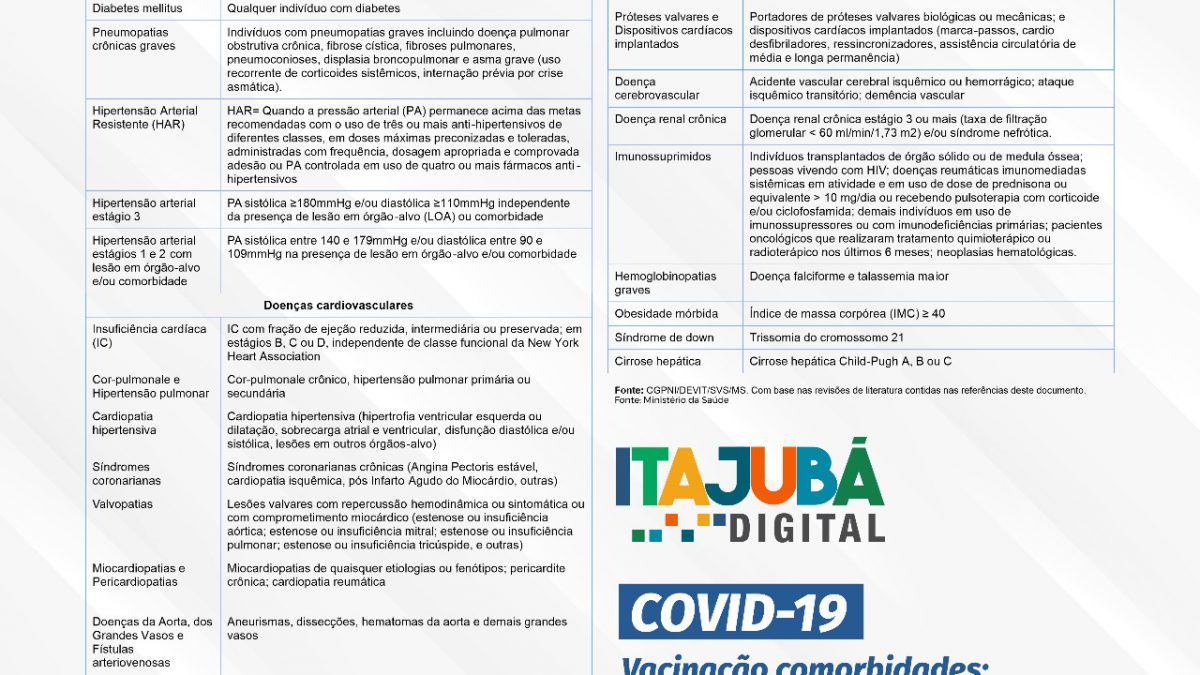 Diabetes mellitus
Qualquer indivíduo com diabetes
Pneumopatias
crônicas graves
Indivíduos com pneumopatias graves incluindo doença pulmonar
obstrutiva crônica, fibrose cística, fibroses pulmonares,
pneumoconioses, displasia broncopulmonar e asma grave (uso
recorrente de corticoides sistêmicos, internação prévia por crise
asmática).
Hipertensão Arterial
Resistente (HAR)
HAR= Quando a pressão arterial (PA) permanece acima das metas
recomendadas com o uso de três ou mais anti-hipertensivos de
diferentes classes, em doses máximas preconizadas e toleradas,
administradas com frequência, dosagem apropriada e comprovada
adesão ou PA controlada em uso de quatro ou mais fármacos anti-
hipertensivos
Hipertensão arterial
estágio 3
PA sistólica ≥180mmHg e/ou diastólica ≥110mmHg independente
da presença de lesão em órgão-alvo (LOA) ou comorbidade
Hipertensão arterial
estágios 1 e 2 com
lesão em órgão-alvo
e/ou comorbidade
PA sistólica entre 140 e 179mmHg e/ou diastólica entre 90 e
109mmHg na presença de lesão em órgão-alvo e/ou comorbidade
Doenças cardiovasculares
Insuficiência cardíaca
(IC)
IC com fração de ejeção reduzida, intermediária ou preservada; em
estágios B, C ou D, independente de classe funcional da New York
Heart Association
Cor-pulmonale e
Hipertensão pulmonar
Cor-pulmonale crônico, hipertensão pulmonar primária ou
secundária
Cardiopatia
hipertensiva
Cardiopatia hipertensiva (hipertrofia ventricular esquerda ou
dilatação, sobrecarga atrial e ventricular, disfunção diastólica e/ou
sistólica, lesões em outros órgãos-alvo)
Síndromes
coronarianas
Síndromes coronarianas crônicas (Angina Pectoris estável,
cardiopatia isquêmica, pós Infarto Agudo do Miocárdio, outras)
Valvopatias
Lesões valvares com repercussão hemodinâmica ou sintomática ou
com comprometimento miocárdico (estenose ou insuficiência
aórtica; estenose ou insuficiência mitral; estenose ou insuficiência
pulmonar; estenose ou insuficiência tricúspide, e outras)
Miocardiopatias e
Pericardiopatias
Miocardiopatias de quaisquer etiologias ou fenótipos; pericardite
crônica; cardiopatia reumática
Doenças da Aorta, dos
Grandes Vasos e
Fístulas
arteriovenosas
Aneurismas, dissecções, hematomas da aorta e demais grandes
vasos
Próteses valvares e
Dispositivos cardíacos
implantados
Portadores de próteses valvares biológicas ou mecânicas; e
dispositivos cardíacos implantados (marca-passos, cardio
desfibriladores, ressincronizadores, assistência circulatória de
média e longa permanência)
Doença
cerebrovascular
Acidente vascular cerebral isquêmico ou hemorrágico; ataque
isquêmico transitório; demência vascular
Doença renal crônica
Doença renal crônica estágio 3 ou mais (taxa de filtração
glomerular < 60 ml/min/1,73 m2) e/ou síndrome nefrótica.
Imunossuprimidos
Indivíduos transplantados de órgão sólido ou de medula óssea;
pessoas vivendo com HIV; doenças reumáticas imunomediadas
sistêmicas em atividade e em uso de dose de prednisona ou
equivalente > 10 mg/dia ou recebendo pulsoterapia com corticoide
e/ou ciclofosfamida; demais indivíduos em uso de
imunossupressores ou com imunodeficiências primárias; pacientes
oncológicos que realizaram tratamento quimioterápico ou
radioterápico nos últimos 6 meses; neoplasias hematológicas.
Hemoglobinopatias
graves
Doença falciforme e talassemia maior
Obesidade mórbida
Índice de massa corpórea (IMC) ≥ 40
Síndrome de down
Trissomia do cromossomo 21
Cirrose hepática
Cirrose hepática Child-Pugh A, B ou C
Fonte: CGPNI/DEVIT/SVS/MS. Com base nas revisões de literatura contidas nas referências deste documento.
Fonte: Ministério da Saúde
ITAJUBÁ
DIGITAL
COVID-19
Vacinação comorbidades: